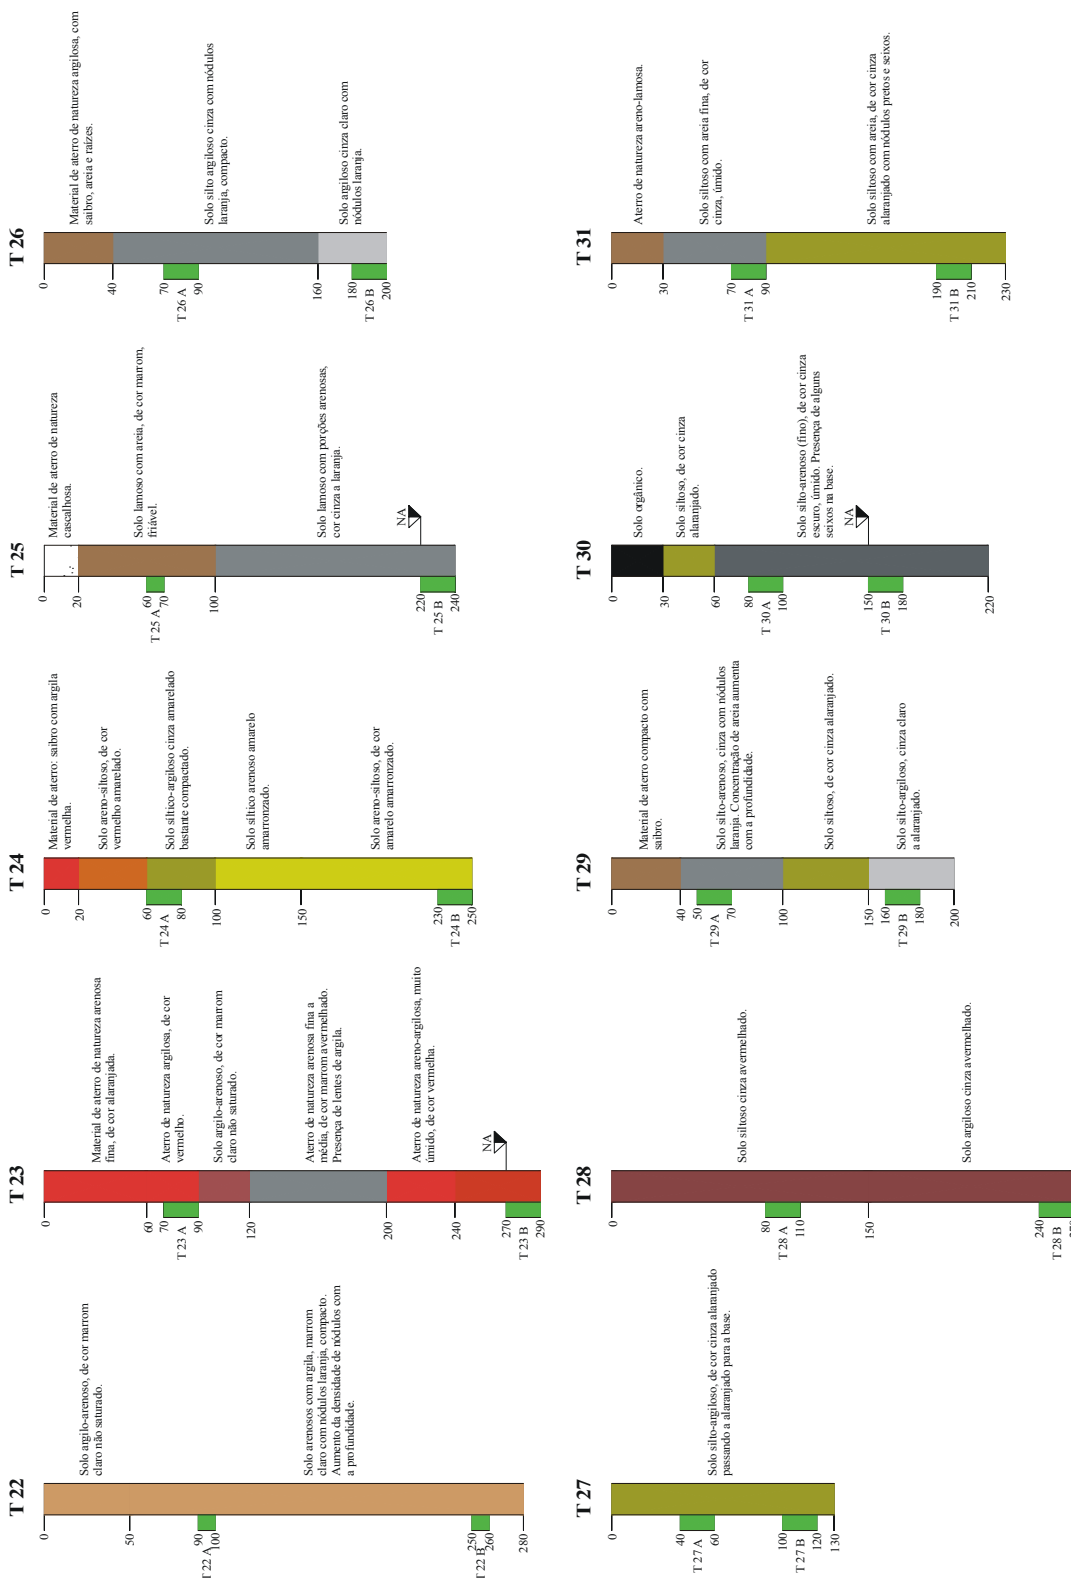 T 22
0
50
90
100
T 22 A
250
260
T 22 B
280
Solo argilo-arenoso, de cor marrom
claro não saturado.
Solo arenosos com argila, marrom
claro com nódulos laranja, compacto.
Aumento da densidade de nódulos com
a profundidade.
T 23
0
60
70
90
T 23 A
120
200
240
270
290
T 23 B
Material de aterro de natureza arenosa
fina, de cor alaranjada.
Aterro de natureza argilosa, de cor
vermelho.
Solo argilo-arenoso, de cor marrom
claro não saturado.
Aterro de natureza arenosa fina a
média, de cor marrom avermelhado.
Presença de lentes de argila.
Aterro de natureza areno-argilosa, muito
úmido, de cor vermelha.
NA
T 24
0
20
60
80
T 24 A
100
150
230
250
T 24 B
Material de aterro: saibro com argila
vermelha.
Solo areno-siltoso, de cor
vermelho amarelado.
Solo síltico-argiloso cinza amarelado
bastante compactado.
Solo síltico arenoso amarelo
amarronzado.
Solo areno-siltoso, de cor
amarelo amarronzado.
T 25
0
20
60
70
T 25 A
100
220
240
T 25 B
Material de aterro de natureza
cascalhosa.
Solo lamoso com areia, de cor marrom,
friável.
Solo lamoso com porções arenosas,
cor cinza a laranja.
NA
T 26
0
40
70
90
T 26 A
160
180
200
T 26 B
Material de aterro de natureza argilosa, com
saibro, areia e raízes.
Solo silto argiloso cinza com nódulos
laranja, compacto.
Solo argiloso cinza claro com
nódulos laranja.
T 27
0
40
60
T 27 A
100
120
T 27 B
130
Solo silto-argiloso, de cor cinza alaranjado
passando a alaranjado para a base.
T 28
0
80
110
T 28 A
150
240
T 28 B
Solo siltoso cinza avermelhado.
Solo argiloso cinza avermelhado.
T 29
0
40
50
70
T 29 A
100
150
160
180
T 29 B
200
Material de aterro compacto com
saibro.
Solo silto-arenoso, cinza com nódulos
laranja. Concentração de areia aumenta
com a profundidade.
Solo siltoso, de cor cinza alaranjado.
Solo silto-argiloso, cinza claro
a alaranjado.
T 30
0
30
60
80
100
T 30 A
150
180
T 30 B
220
Solo orgânico.
Solo siltoso, de cor cinza
alaranjado.
Solo silto-arenoso (fino), de cor cinza
escuro, úmido. Presença de alguns
seixos na base.
NA
T 31
0
30
70
90
T 31 A
190
210
T 31 B
230
Aterro de natureza areno-lamosa.
Solo siltoso com areia fina, de cor
cinza, úmido.
Solo siltoso com areia, de cor cinza
alaranjado com nódulos pretos e seixos.